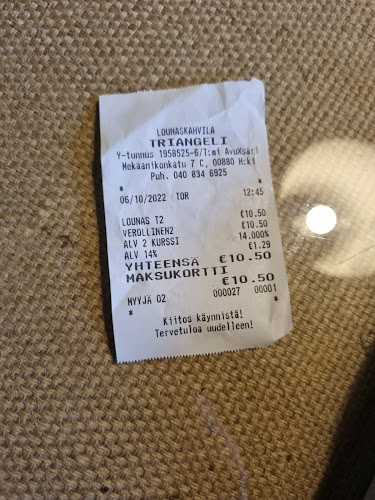 LOUNASKAHVILA
TRIANGELI
Y-tunnus 1958525-6/T:mi AvuXsari
Mekaanikonkatu 7 C, 00880 H:ki
Puh. 040 834 6925
* *
06/10/2022 TOR 12:45
LOUNAS T2 €10.50
VEROLLINEN2 €10.50
ALV 2 KURSSI 14.000%
ALV 14% €1.29
YHTEENSÄ €10.50
MAKSUKORTTI
€10.50
MYYJÄ 02 000027 00001
* *
Kiitos käynnistä!
Tervetuloa uudelleen!